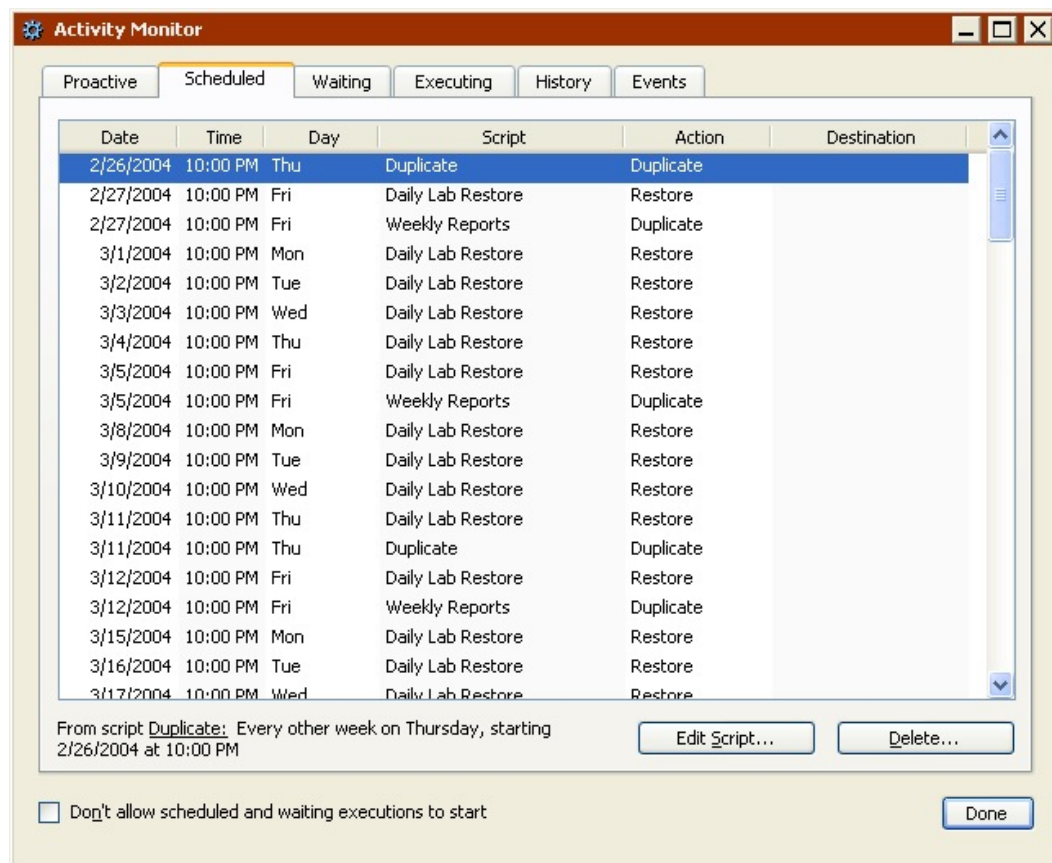 Activity Monitor
Proactive Scheduled Waiting Executing History Events
Date Time Day Script Action Destination
2/26/2004 10:00 PM Thu Duplicate Duplicate
2/27/2004 10:00 PM Fri Daily Lab Restore Restore
2/27/2004 10:00 PM Fri Weekly Reports Duplicate
3/1/2004 10:00 PM Mon Daily Lab Restore Restore
3/2/2004 10:00 PM Tue Daily Lab Restore Restore
3/3/2004 10:00 PM Wed Daily Lab Restore Restore
3/4/2004 10:00 PM Thu Daily Lab Restore Restore
3/5/2004 10:00 PM Fri Daily Lab Restore Restore
3/5/2004 10:00 PM Fri Weekly Reports Duplicate
3/8/2004 10:00 PM Mon Daily Lab Restore Restore
3/9/2004 10:00 PM Tue Daily Lab Restore Restore
3/10/2004 10:00 PM Wed Daily Lab Restore Restore
3/11/2004 10:00 PM Thu Daily Lab Restore Restore
3/11/2004 10:00 PM Thu Duplicate Duplicate
3/12/2004 10:00 PM Fri Daily Lab Restore Restore
3/12/2004 10:00 PM Fri Weekly Reports Duplicate
3/15/2004 10:00 PM Mon Daily Lab Restore Restore
3/16/2004 10:00 PM Tue Daily Lab Restore Restore
3/17/2004 10:00 PM Wed Daily Lab Restore Restore
From script Duplicate: Every other week on Thursday, starting
2/26/2004 at 10:00 PM
Edit Script... Delete...
Don't allow scheduled and waiting executions to start
Done